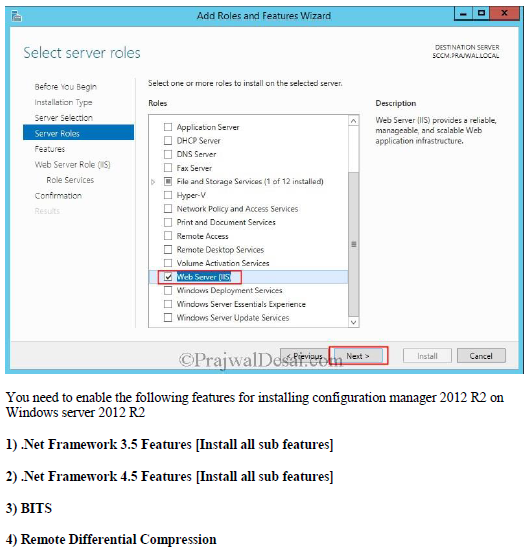 Add Roles and Features Wizard
Select server roles
DESTINATION SERVER
SCCM.PRAJWAL.LOCAL
Before You Begin
Installation Type
Server Selection
Server Roles
Features
Web Server Role (IIS)
Role Services
Confirmation
Results
Select one or more roles to install on the selected server.
Roles
Application Server
DHCP Server
DNS Server
Fax Server
File and Storage Services (1 of 12 installed)
Hyper-V
Network Policy and Access Services
Print and Document Services
Remote Access
Remote Desktop Services
Volume Activation Services
Web Server (IIS)
Windows Deployment Services
Windows Server Essentials Experience
Windows Server Update Services
Description
Web Server (IIS) provides a reliable,
manageable, and scalable Web
application infrastructure.
©PrajwalDesai.com
< Previous
Next >
Install
Cancel
You need to enable the following features for installing configuration manager 2012 R2 on
Windows server 2012 R2
1) .Net Framework 3.5 Features [Install all sub features]
2) .Net Framework 4.5 Features [Install all sub features]
3) BITS
4) Remote Differential Compression